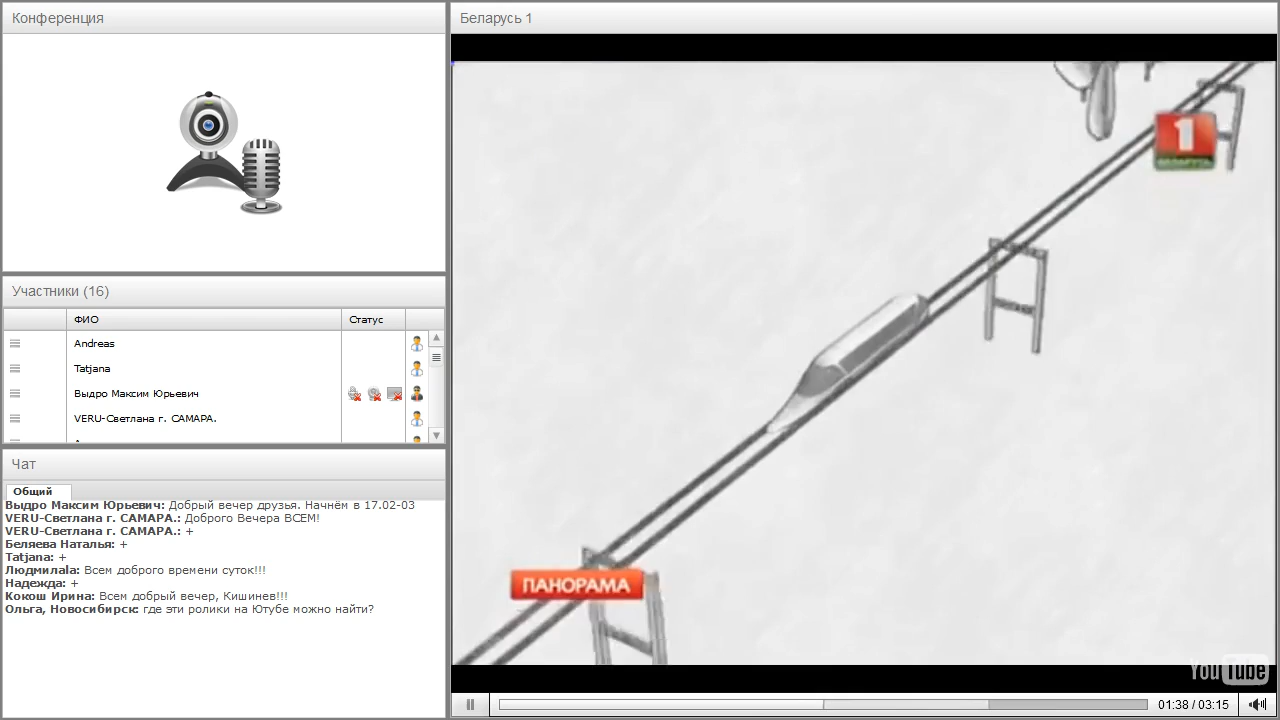 Конференция
Участники (16)
ФИО
Статус
Andreas
Tatjana
Выдро Максим Юрьевич
VERU-Светлана г. САМАРА.
Чат
Общий
Выдро Максим Юрьевич: Добрый вечер друзья. Начнём в 17.02-03
VERU-Светлана г. САМАРА.: Доброго Вечера ВСЕМ!
VERU-Светлана г. САМАРА.: +
Беляева Наталья: +
Tatjana: +
Людмилаla: Всем доброго времени суток!!!
Надежда: +
Кокош Ирина: Всем добрый вечер, Кишинев!!!
Ольга, Новосибирск: где эти ролики на Ютубе можно найти?
Беларусь 1
1
БЕЛАРУСЬ
ПАНОРАМА
YouTube
01:38 / 03:15